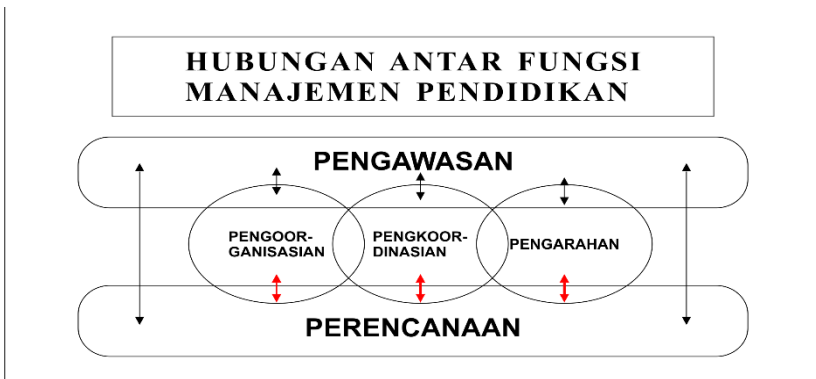 HUBUNGAN ANTAR FUNGSI
MANAJEMEN PENDIDIKAN
PENGAWASAN
PENGOOR-
GANISASIAN
PENGKOOR-
DINASIAN
PENGARAHAN
PERENCANAAN